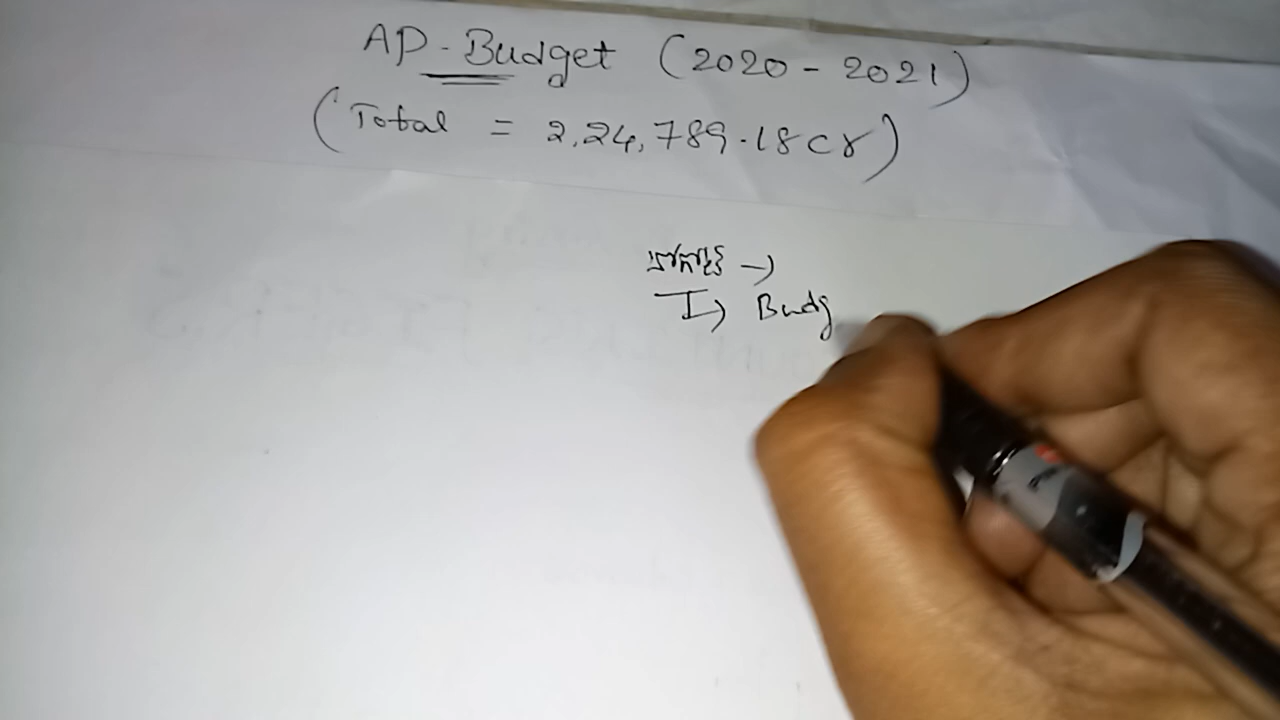 AP - Budget (2020 - 2021)
(Total = 2,24,789.18 cr)
→
I) Budg